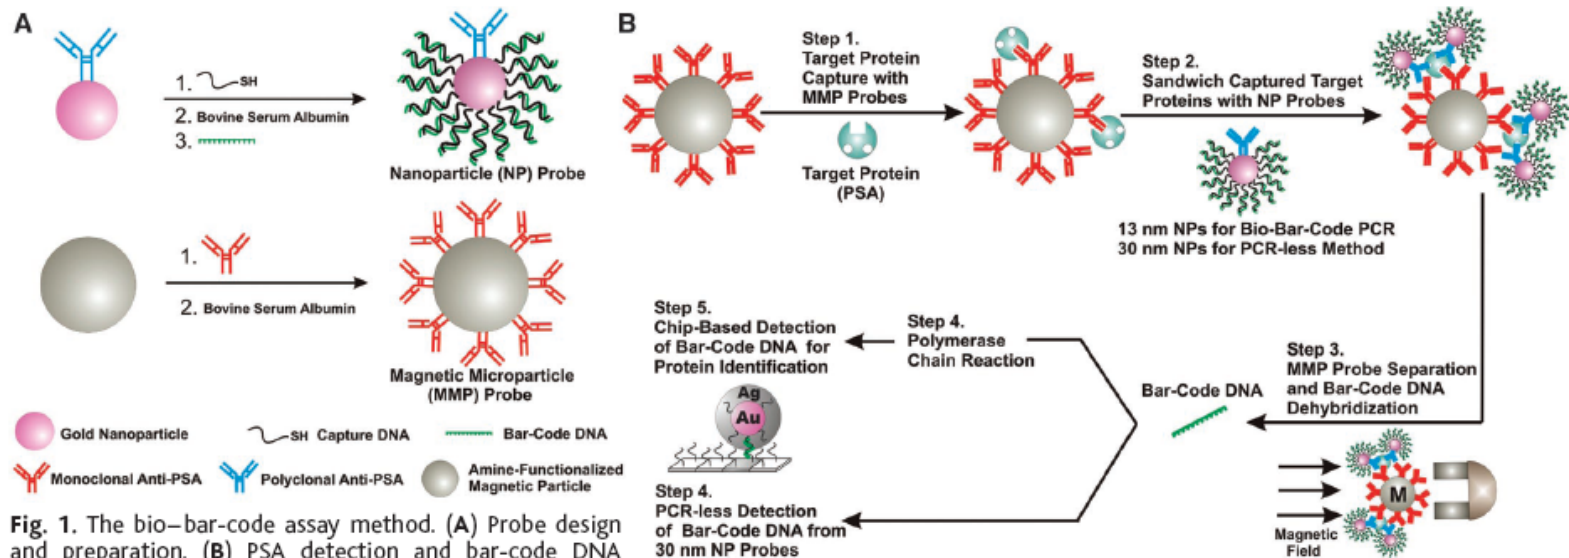 A
1. ~SH
2. Bovine Serum Albumin
3.
Nanoparticle (NP) Probe
1.
2. Bovine Serum Albumin
Magnetic Microparticle
(MMP) Probe
Gold Nanoparticle
SH Capture DNA
Bar-Code DNA
Monoclonal Anti-PSA
Polyclonal Anti-PSA
Amine-Functionalized
Magnetic Particle
Fig. 1. The bio–bar-code assay method. (A) Probe design
and preparation. (B) PSA detection and bar-code DNA
B
Step 1.
Target Protein
Capture with
MMP Probes
Target Protein
(PSA)
Step 2.
Sandwich Captured Target
Proteins with NP Probes
13 nm NPs for Bio-Bar-Code PCR
30 nm NPs for PCR-less Method
Step 3.
MMP Probe Separation
and Bar-Code DNA
Dehybridization
M
Magnetic
Field
Bar-Code DNA
Step 4.
Polymerase
Chain Reaction
Step 5.
Chip-Based Detection
of Bar-Code DNA for
Protein Identification
Ag
Au
Step 4.
PCR-less Detection
of Bar-Code DNA from
30 nm NP Probes